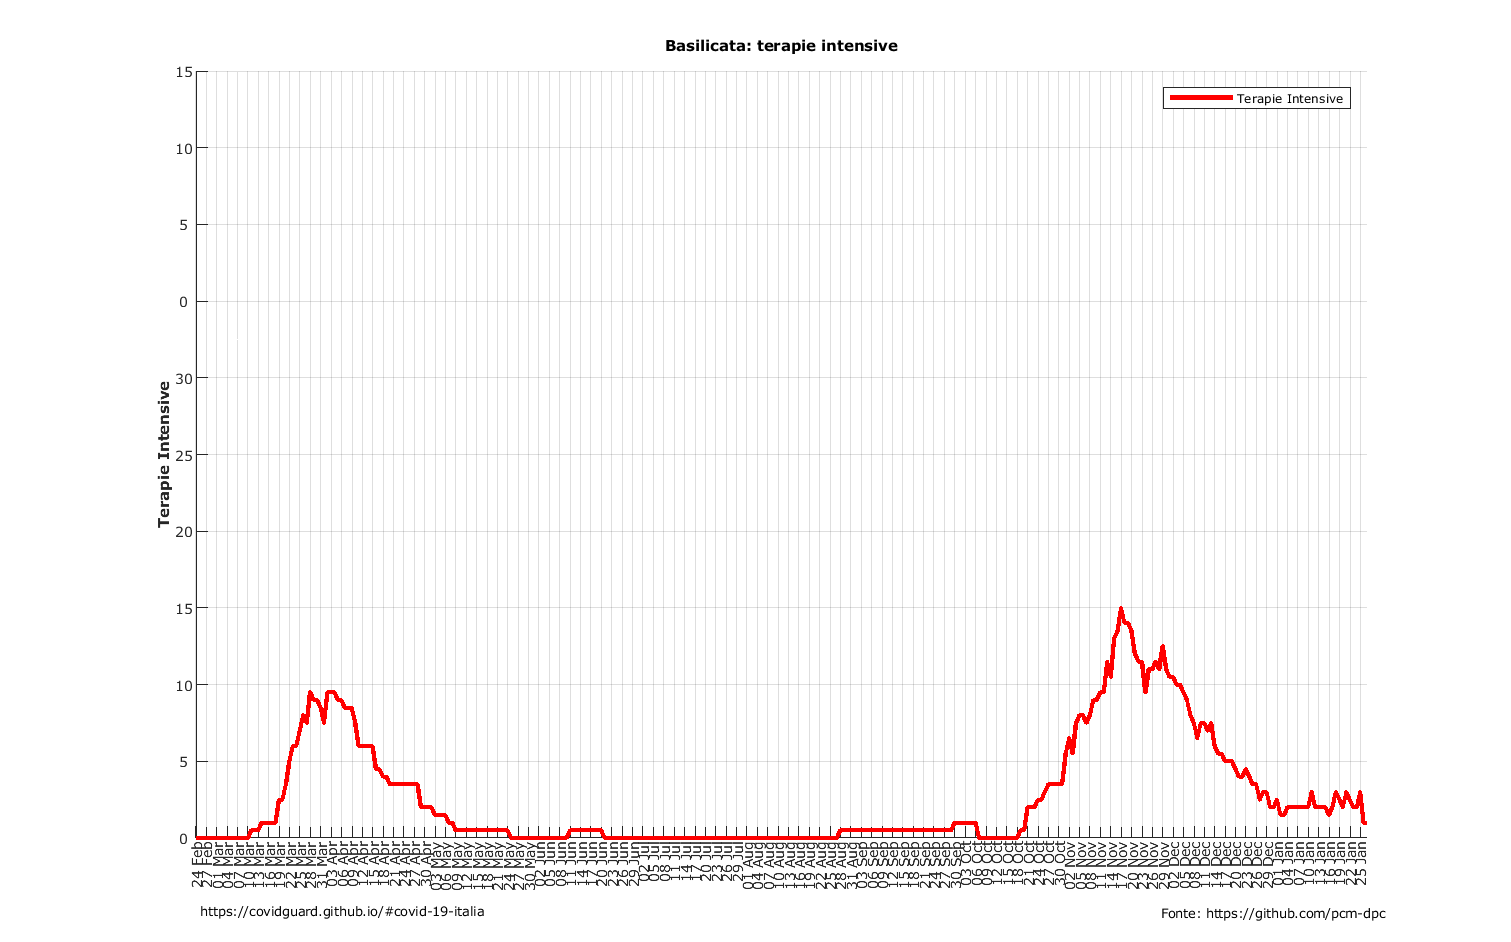 Basilicata: terapie intensive
Terapie Intensive
15
10
5
0
30
25
20
15
10
5
0
Terapie Intensive
24 Feb
27 Feb
01 Mar
04 Mar
07 Mar
10 Mar
13 Mar
16 Mar
19 Mar
22 Mar
25 Mar
28 Mar
31 Mar
03 Apr
06 Apr
09 Apr
12 Apr
15 Apr
18 Apr
21 Apr
24 Apr
27 Apr
30 Apr
03 May
06 May
09 May
12 May
15 May
18 May
21 May
24 May
27 May
30 May
02 Jun
05 Jun
08 Jun
11 Jun
14 Jun
17 Jun
20 Jun
23 Jun
26 Jun
29 Jun
02 Jul
05 Jul
08 Jul
11 Jul
14 Jul
17 Jul
20 Jul
23 Jul
26 Jul
29 Jul
01 Aug
04 Aug
07 Aug
10 Aug
13 Aug
16 Aug
19 Aug
22 Aug
25 Aug
28 Aug
31 Aug
03 Sep
06 Sep
09 Sep
12 Sep
15 Sep
18 Sep
21 Sep
24 Sep
27 Sep
30 Sep
03 Oct
06 Oct
09 Oct
12 Oct
15 Oct
18 Oct
21 Oct
24 Oct
27 Oct
30 Oct
02 Nov
05 Nov
08 Nov
11 Nov
14 Nov
17 Nov
20 Nov
23 Nov
26 Nov
29 Nov
02 Dec
05 Dec
08 Dec
11 Dec
14 Dec
17 Dec
20 Dec
23 Dec
26 Dec
29 Dec
01 Jan
04 Jan
07 Jan
10 Jan
13 Jan
16 Jan
19 Jan
22 Jan
25 Jan
https://covidguard.github.io/#covid-19-italia
Fonte: https://github.com/pcm-dpc